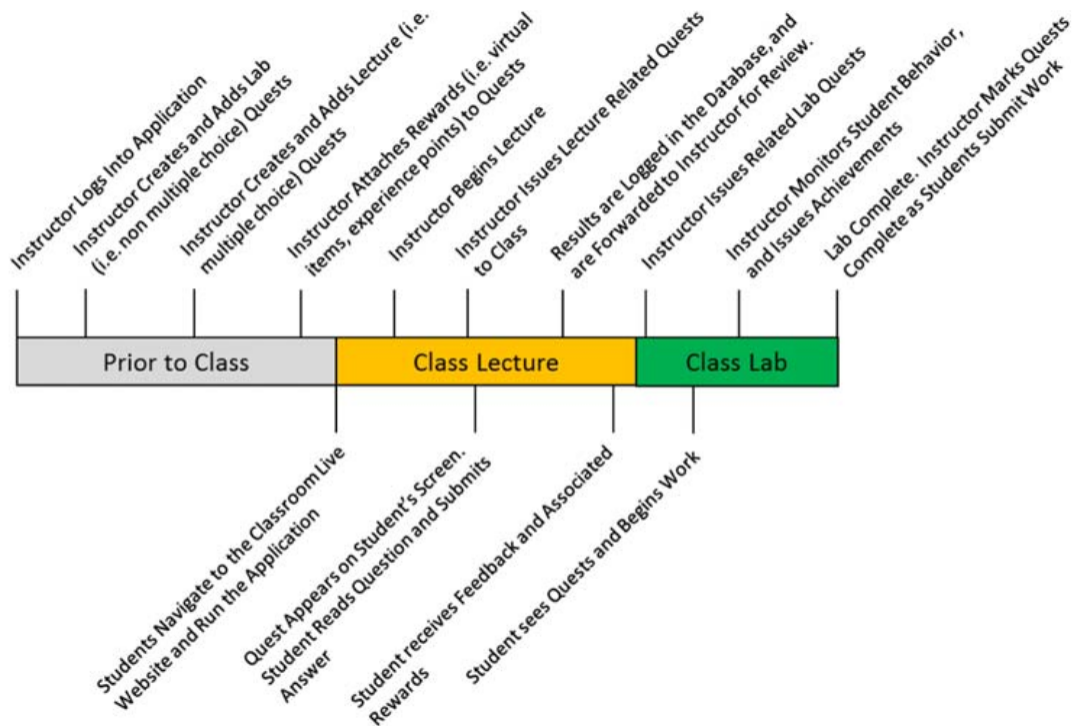 Instructor Logs Into Application
Instructor Creates and Adds Lab
(i.e. non multiple choice) Quests
Instructor Creates and Adds Lecture (i.e.
multiple choice) Quests
Instructor Attaches Rewards (i.e. virtual
items, experience points) to Quests
Instructor Begins Lecture
Instructor Issues Lecture Related Quests
to Class
Results are Logged in the Database, and
are Forwarded to Instructor for Review.
Instructor Issues Related Lab Quests
Instructor Monitors Student Behavior,
and Issues Achievements
Lab Complete. Instructor Marks Quests
Complete as Students Submit Work
Prior to Class
Class Lecture
Class Lab
Students Navigate to the Classroom Live
Website and Run the Application
Quest Appears on Student's Screen.
Student Reads Question and Submits
Answer
Student receives Feedback and Associated
Rewards
Student sees Quests and Begins Work